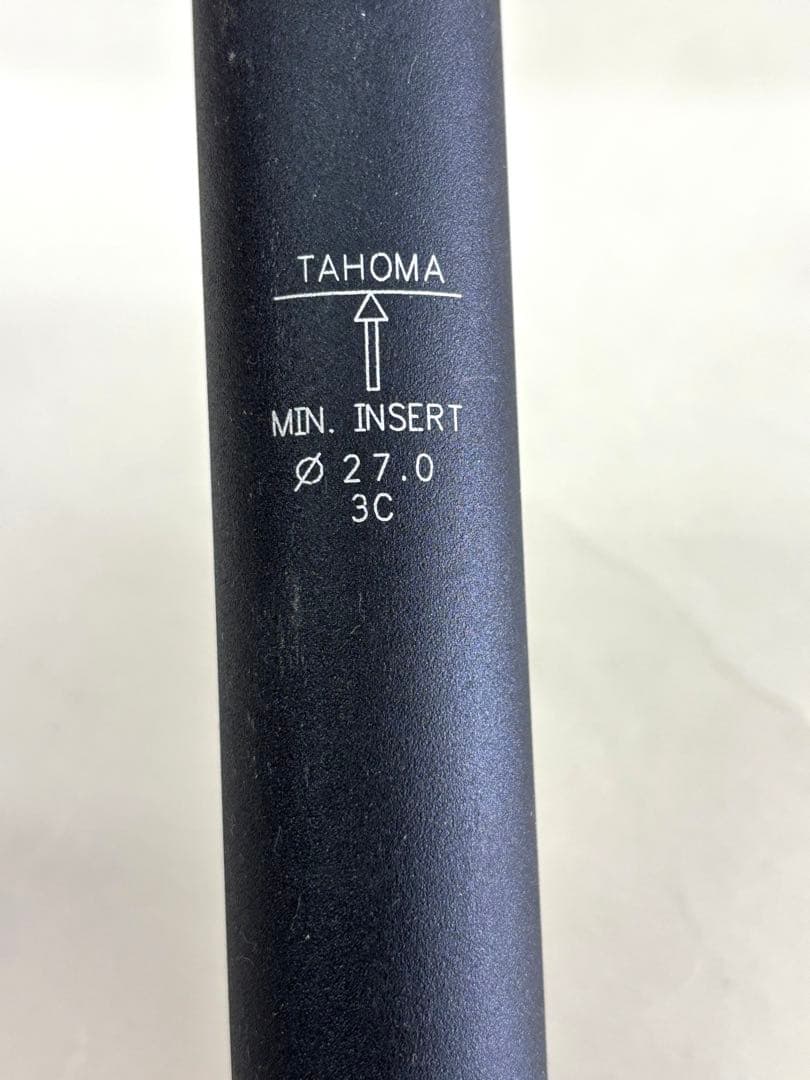 TAHOMA
MIN. INSERT
Ø 27.0
3C